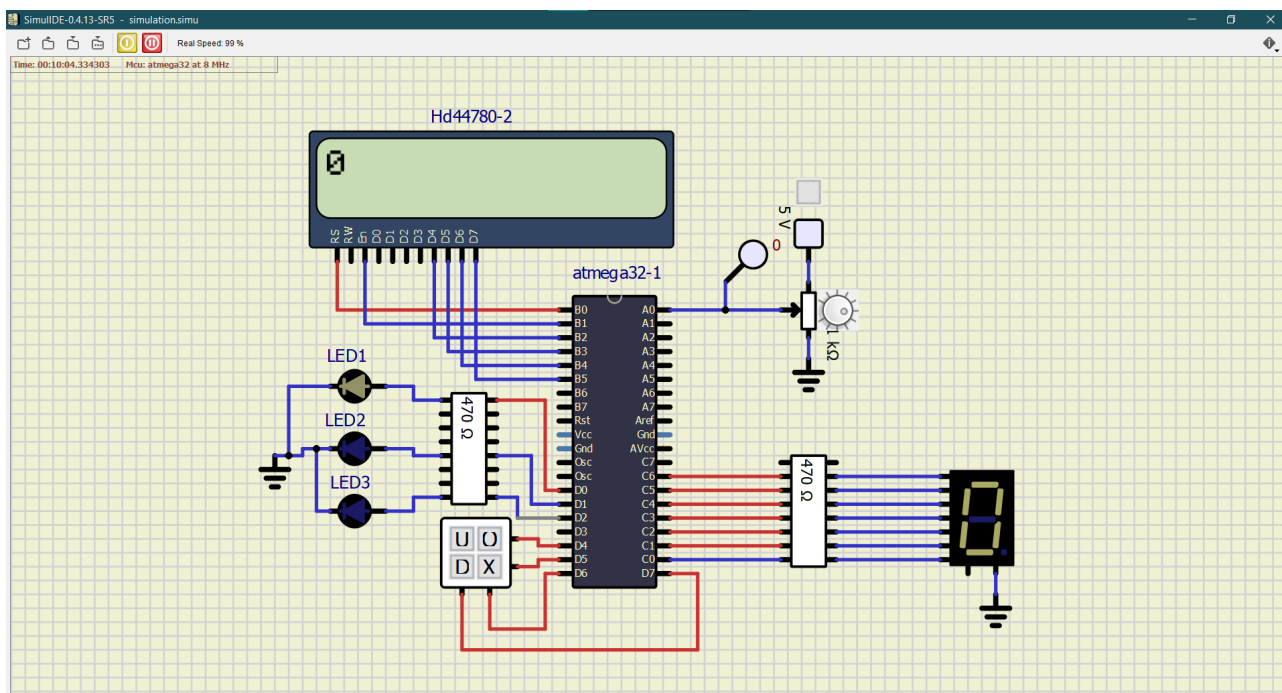 SimulIDE-0.4.13-SR5 - simulation.simu
Real Speed: 99 %
Time: 00:10:04.334303 Mcu: atmega32 at 8 MHz
Hd44780-2
0
RS RW En D0 D1 D2 D3 D4 D5 D6 D7
5 V
0
1 kΩ
atmega32-1
B0 A0
B1 A1
B2 A2
B3 A3
B4 A4
B5 A5
B6 A6
B7 A7
Rst Aref
Vcc Gnd
Gnd AVcc
Osc C7
Osc C6
D0 C5
D1 C4
D2 C3
D3 C2
D4 C1
D5 C0
D6 D7
LED1
LED2
LED3
470 Ω
U O
D X
470 Ω